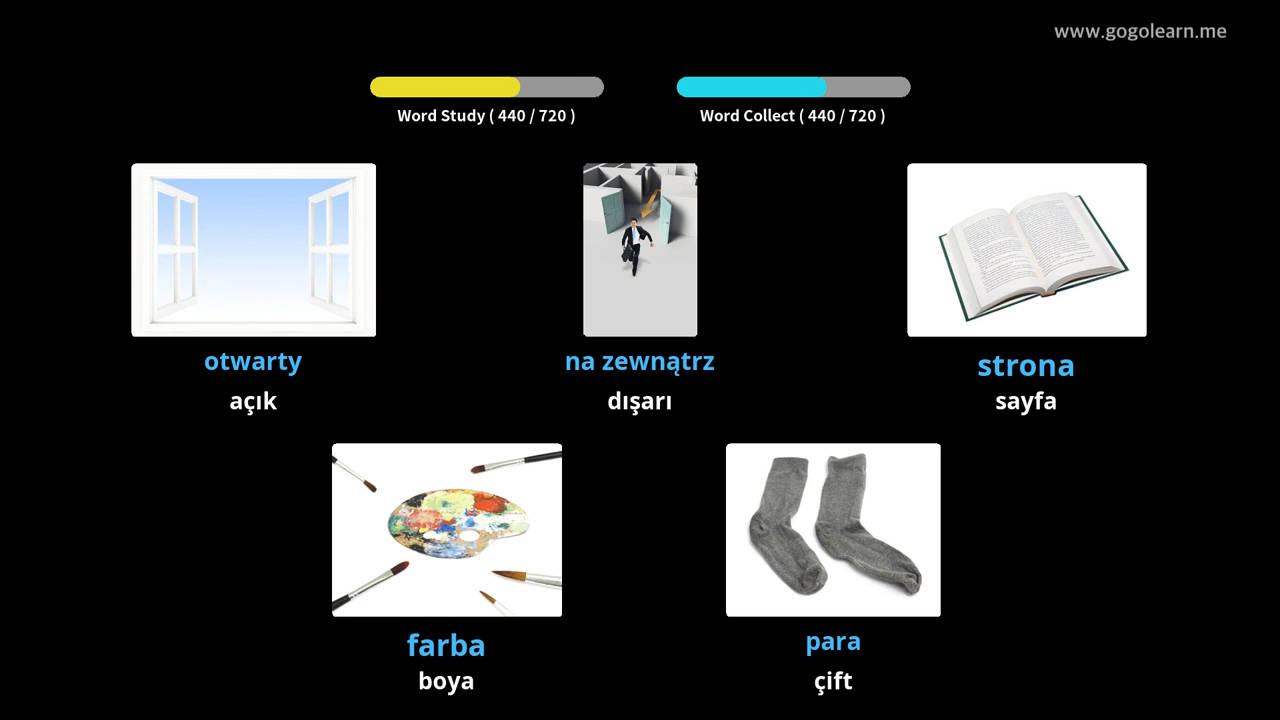 www.gogolearn.me
Word Study ( 440 / 720 )
Word Collect ( 440 / 720 )
otwarty
açık
na zewnątrz
dışarı
strona
sayfa
farba
boya
para
çift